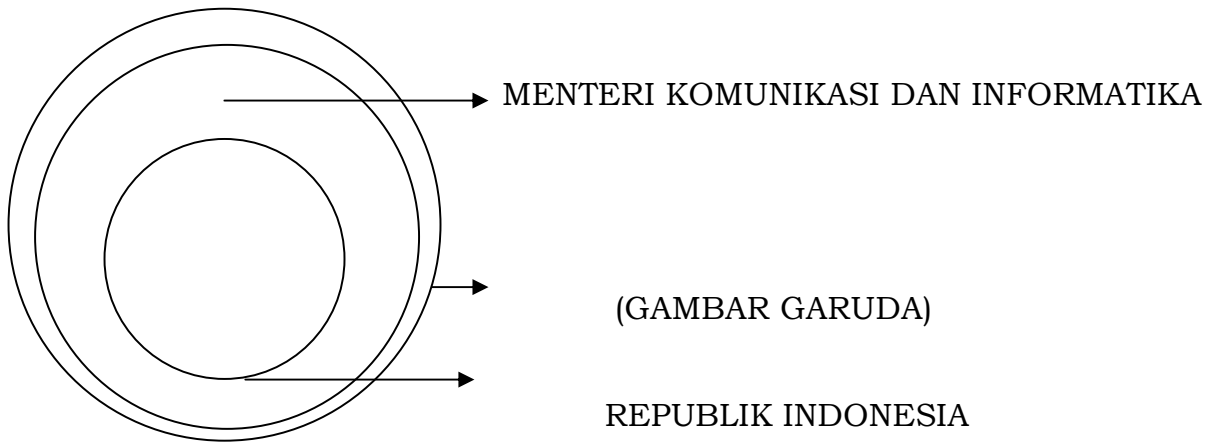 MENTERI KOMUNIKASI DAN INFORMATIKA
(GAMBAR GARUDA)
REPUBLIK INDONESIA